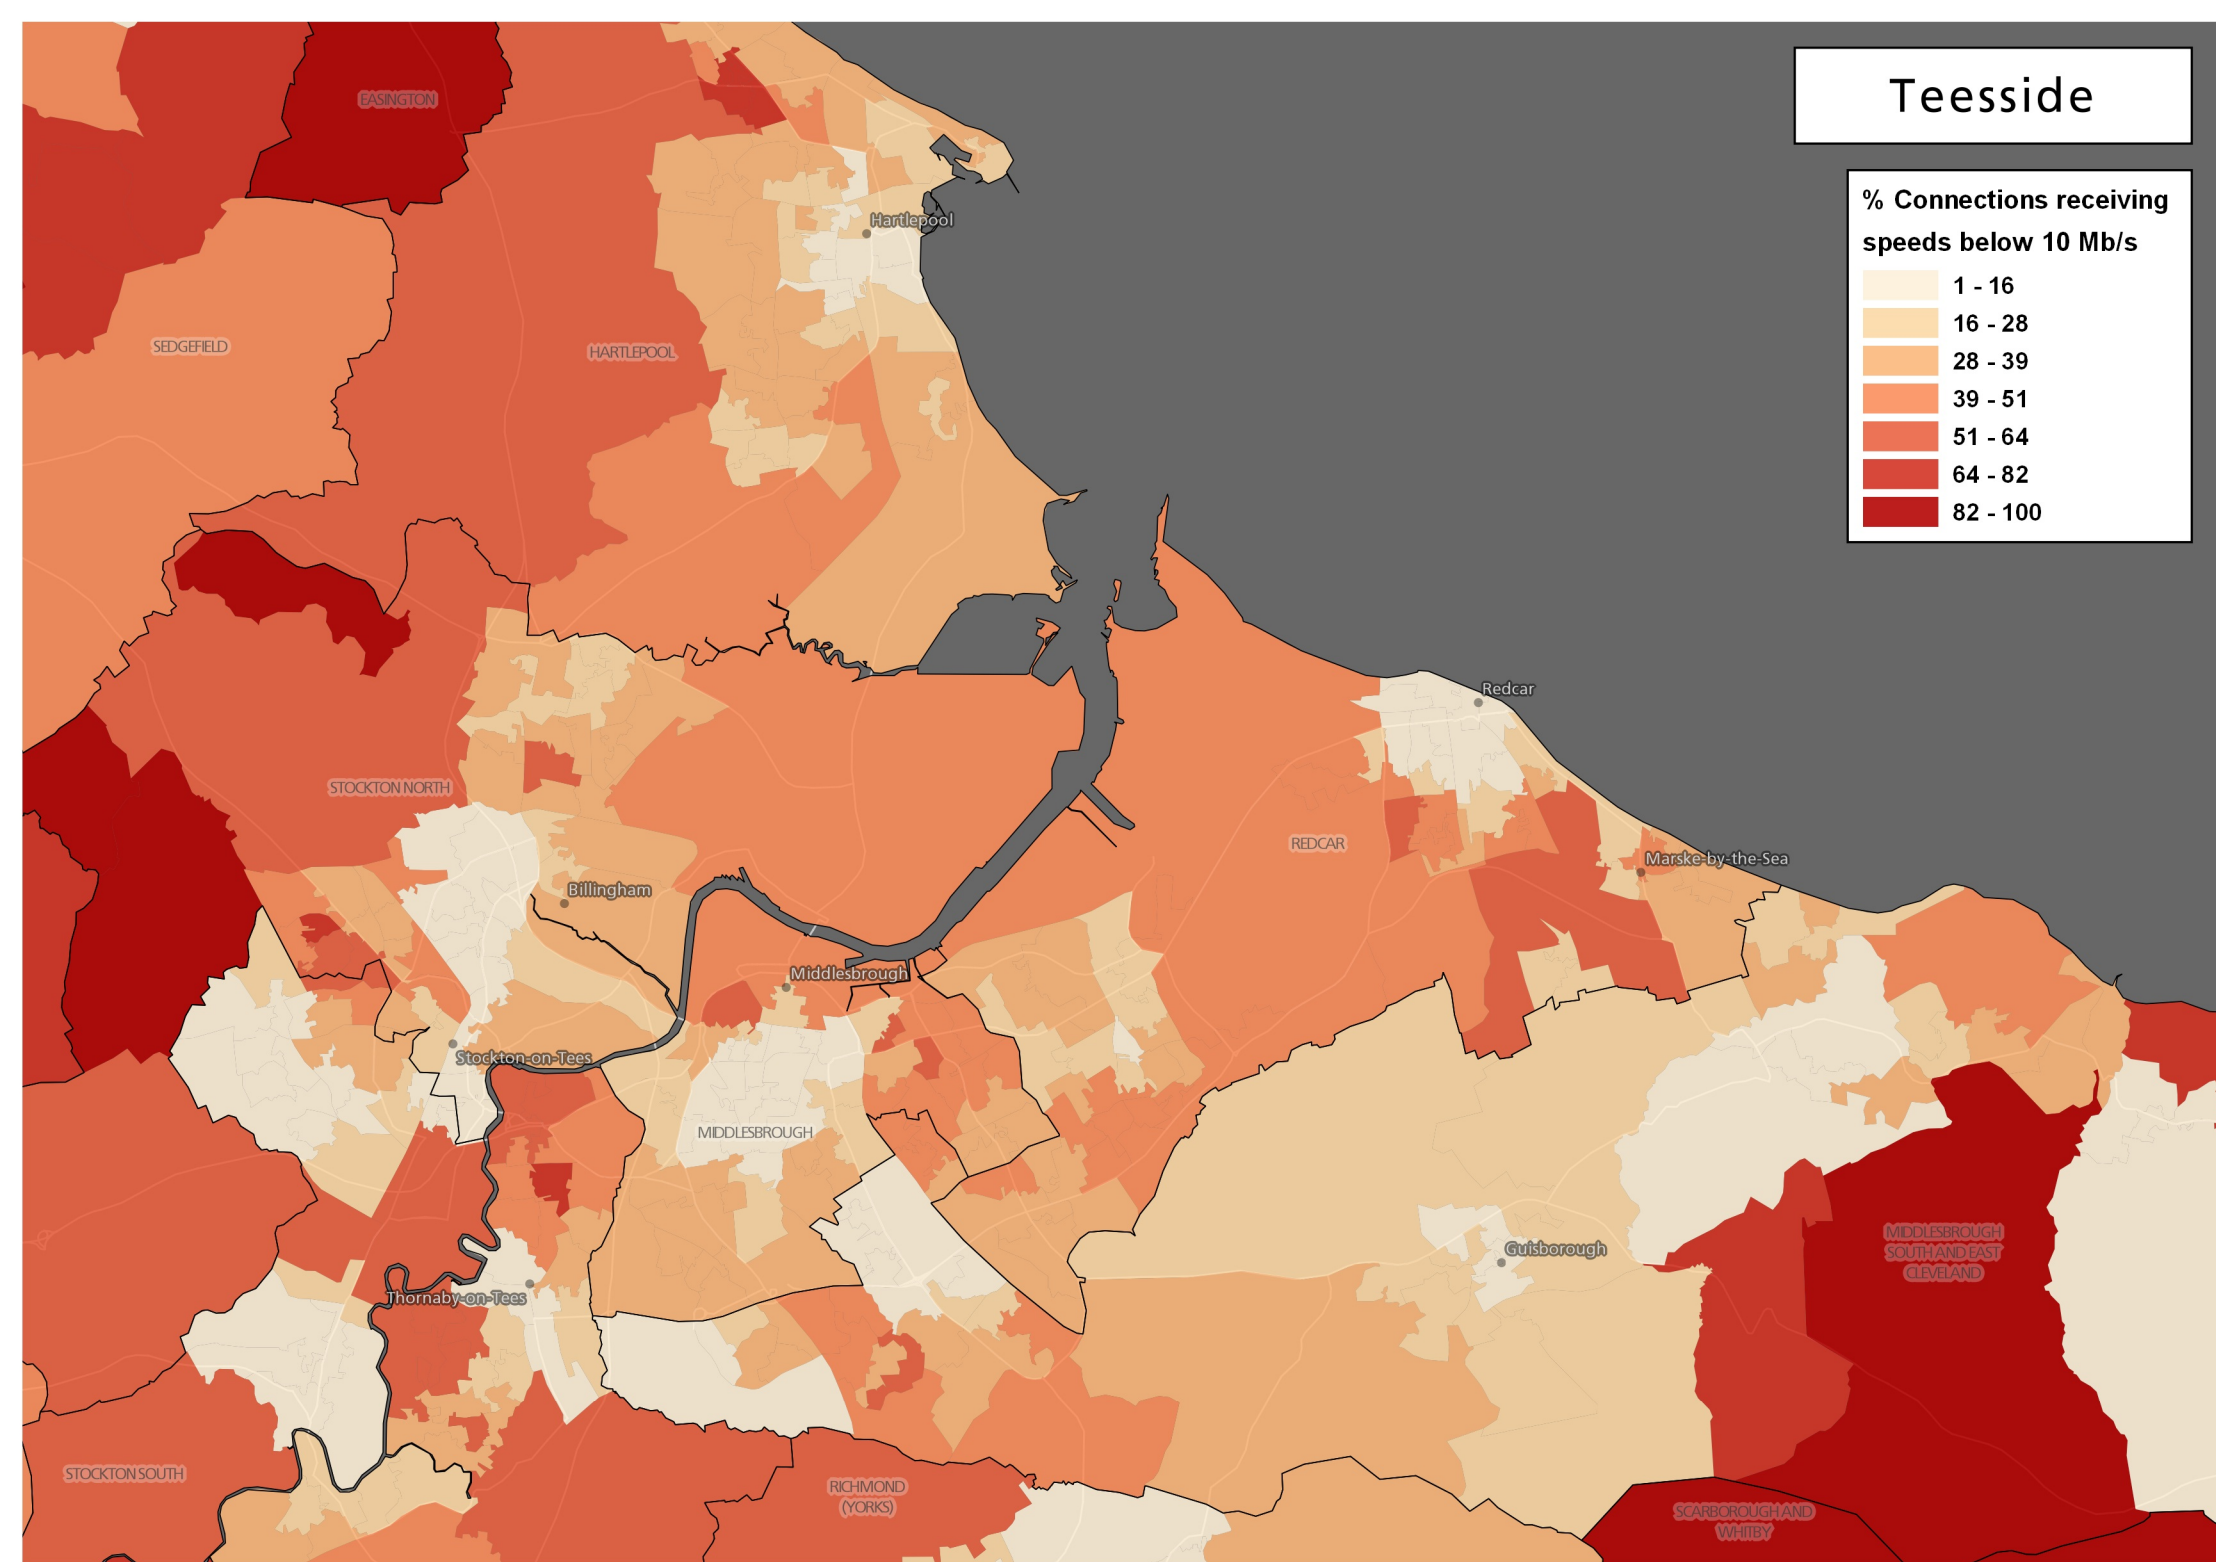 Teesside
% Connections receiving
speeds below 10 Mb/s
1 - 16
16 - 28
28 - 39
39 - 51
51 - 64
64 - 82
82 - 100
EASINGTON
Hartlepool
SEDGEFIELD
HARTLEPOOL
Redcar
STOCKTON NORTH
REDCAR
Marske-by-the-Sea
Billingham
Middlesbrough
Stockton-on-Tees
MIDDLESBROUGH
Guisborough
MIDDLESBROUGH
SOUTH AND EAST
CLEVELAND
Thornaby-on-Tees
STOCKTON SOUTH
RICHMOND
(YORKS)
SCARBOROUGH AND
WHITBY